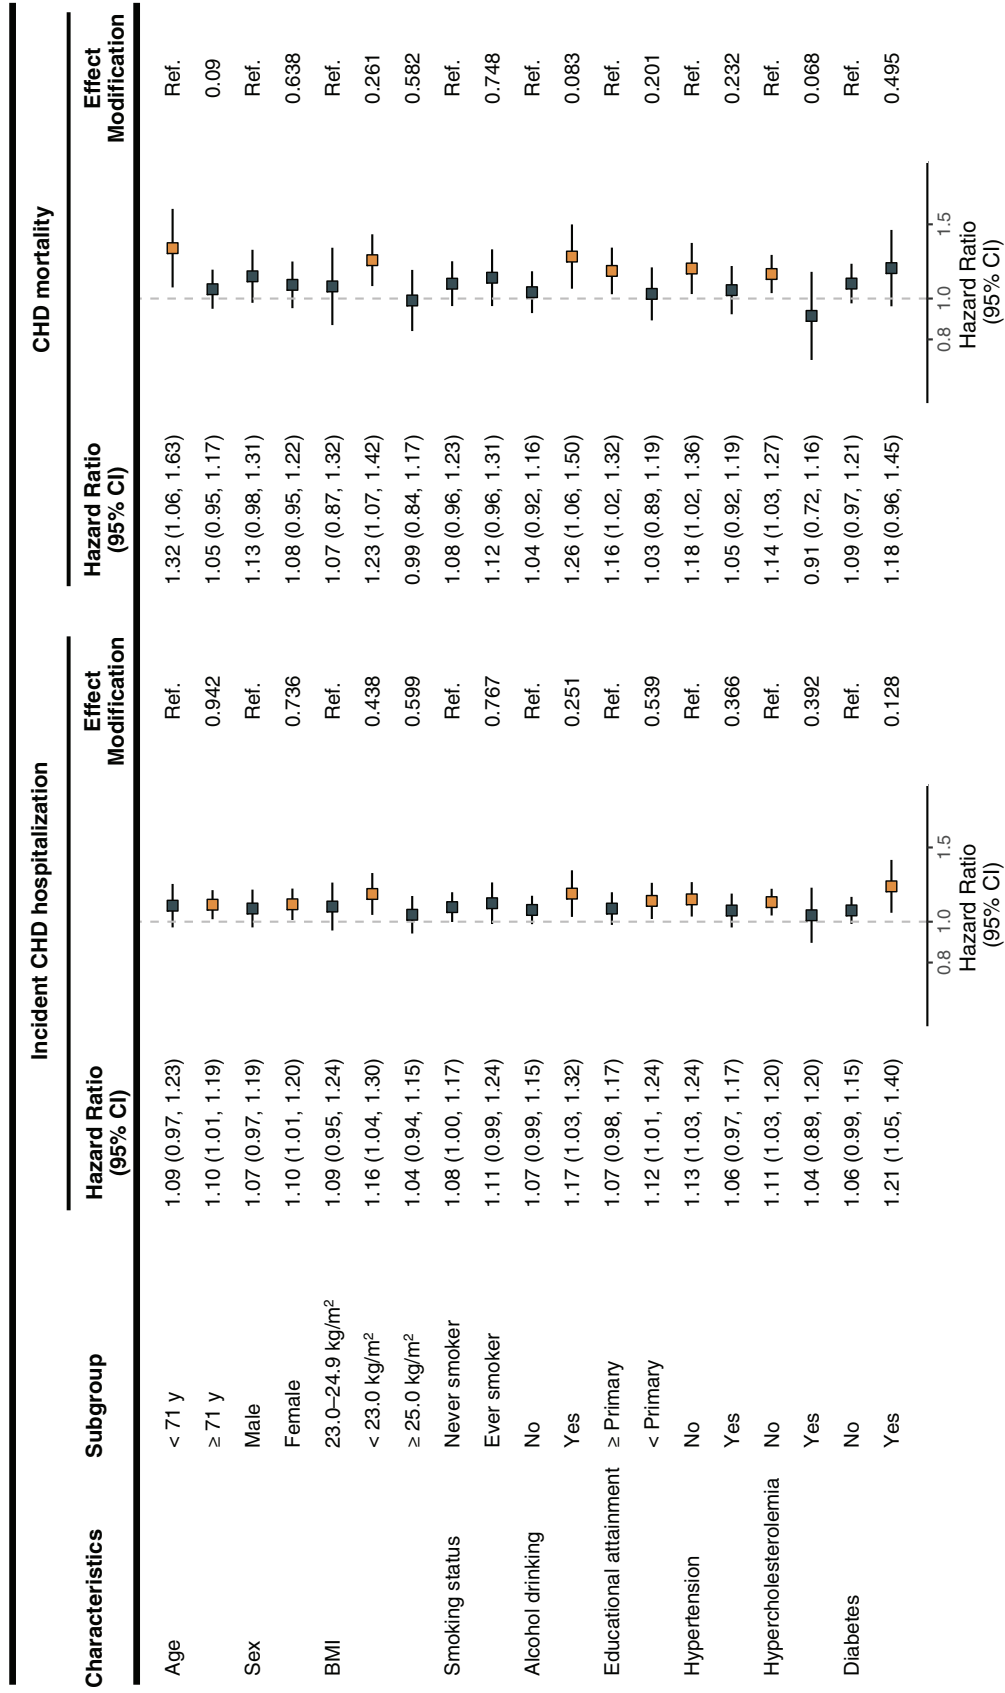 Incident CHD hospitalization CHD mortality
Characteristics Subgroup Hazard Ratio (95% CI) Effect Modification Hazard Ratio (95% CI) Effect Modification
Age < 71 y 1.09 (0.97, 1.23) Ref. 1.32 (1.06, 1.63) Ref.
≥ 71 y 1.10 (1.01, 1.19) 0.942 1.05 (0.95, 1.17) 0.09
Sex Male 1.07 (0.97, 1.19) Ref. 1.13 (0.98, 1.31) Ref.
Female 1.10 (1.01, 1.20) 0.736 1.08 (0.95, 1.22) 0.638
BMI 23.0–24.9 kg/m² 1.09 (0.95, 1.24) Ref. 1.07 (0.87, 1.32) Ref.
< 23.0 kg/m² 1.16 (1.04, 1.30) 0.438 1.23 (1.07, 1.42) 0.261
≥ 25.0 kg/m² 1.04 (0.94, 1.15) 0.599 0.99 (0.84, 1.17) 0.582
Smoking status Never smoker 1.08 (1.00, 1.17) Ref. 1.08 (0.96, 1.23) Ref.
Ever smoker 1.11 (0.99, 1.24) 0.767 1.12 (0.96, 1.31) 0.748
Alcohol drinking No 1.07 (0.99, 1.15) Ref. 1.04 (0.92, 1.16) Ref.
Yes 1.17 (1.03, 1.32) 0.251 1.26 (1.06, 1.50) 0.083
Educational attainment ≥ Primary 1.07 (0.98, 1.17) Ref. 1.16 (1.02, 1.32) Ref.
< Primary 1.12 (1.01, 1.24) 0.539 1.03 (0.89, 1.19) 0.201
Hypertension No 1.13 (1.03, 1.24) Ref. 1.18 (1.02, 1.36) Ref.
Yes 1.06 (0.97, 1.17) 0.366 1.05 (0.92, 1.19) 0.232
Hypercholesterolemia No 1.11 (1.03, 1.20) Ref. 1.14 (1.03, 1.27) Ref.
Yes 1.04 (0.89, 1.20) 0.392 0.91 (0.72, 1.16) 0.068
Diabetes No 1.06 (0.99, 1.15) Ref. 1.09 (0.97, 1.21) Ref.
Yes 1.21 (1.05, 1.40) 0.128 1.18 (0.96, 1.45) 0.495
0.8 1.0 1.5 0.8 1.0 1.5
Hazard Ratio Hazard Ratio
(95% CI) (95% CI)